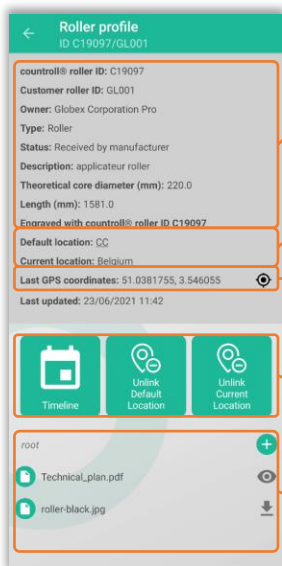 Roller profile
ID C19097/GL001
countroll® roller ID: C19097
Customer roller ID: GL001
Owner: Globex Corporation Pro
Type: Roller
Status: Received by manufacturer
Description: applicateur roller
Theoretical core diameter (mm): 220.0
Length (mm): 1581.0
Engraved with countroll® roller ID C19097
Default location: CC
Current location: Belgium
Last GPS coordinates: 51.0381755, 3.546055
Last updated: 23/06/2021 11:42
Timeline
Unlink
Default
Location
Unlink
Current
Location
root
Technical_plan.pdf
roller-black.jpg